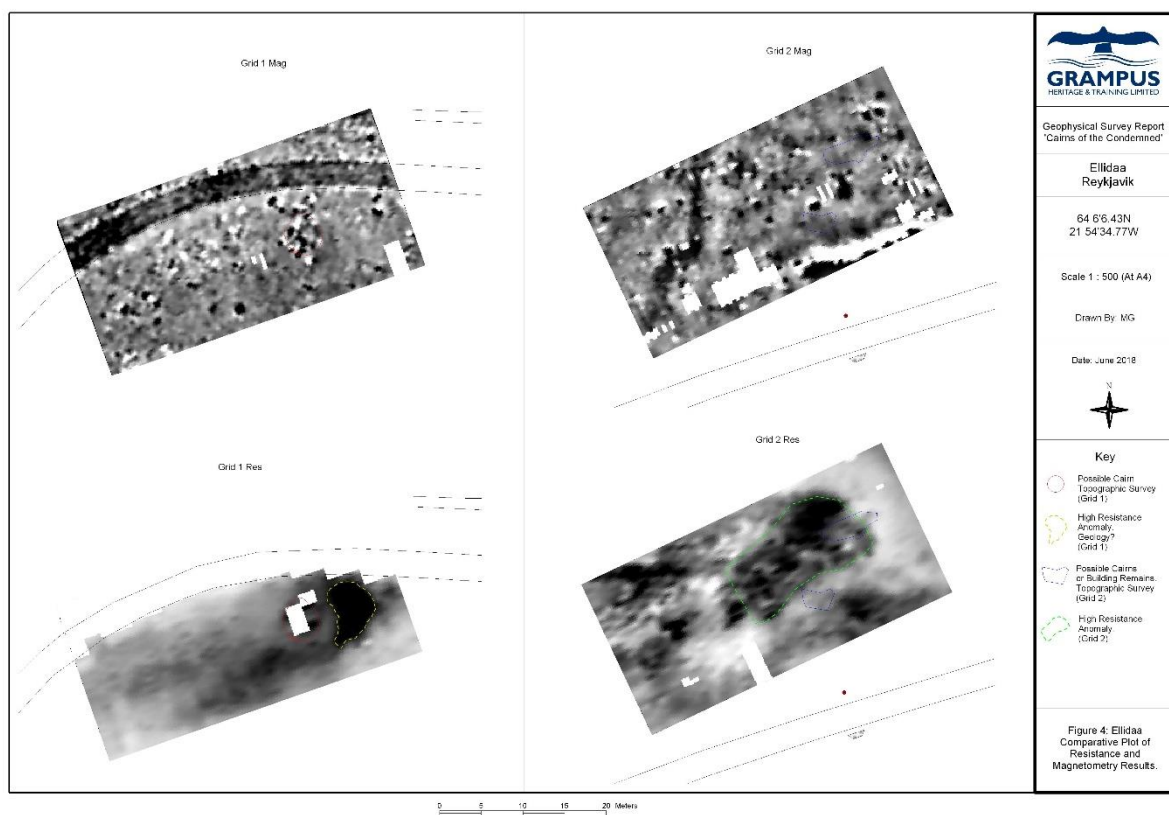 Grid 1 Mag
Grid 2 Mag
Grid 1 Res
Grid 2 Res
0 5 10 15 20 Meters
GRAMPUS
HERITAGE & TRAINING LIMITED
Geophysical Survey Report
'Cairns of the Condemned'
Ellidaa
Reykjavik
64 6'6.43N
21 54'34.77W
Scale 1 : 500 (At A4)
Drawn By: MG
Date: June 2018
N
Key
Possible Cairn
Topographic Survey
(Grid 1)
High Resistance
Anomaly.
Geology?
(Grid 1)
Possible Cairns
or Building Remains.
Topographic Survey
(Grid 2)
High Resistance
Anomaly
(Grid 2)
Figure 4: Ellidaa
Comparative Plot of
Resistance and
Magnetometry Results.